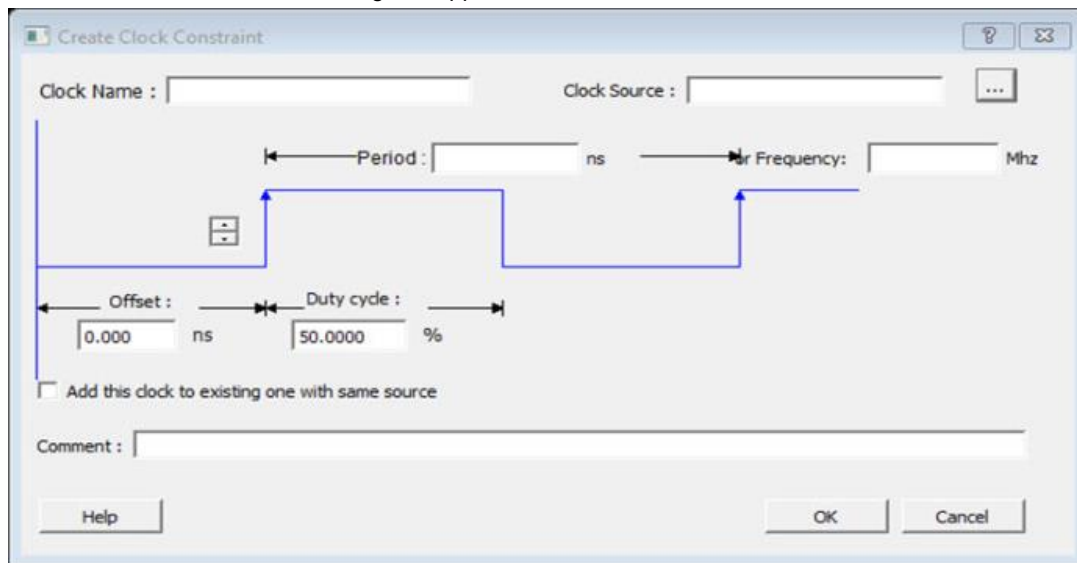 Create Clock Constraint
Clock Name : Clock Source : ...
Period : ns or Frequency: Mhz
Offset : Duty cycle :
0.000 ns 50.0000 %
Add this clock to existing one with same source
Comment :
Help OK Cancel